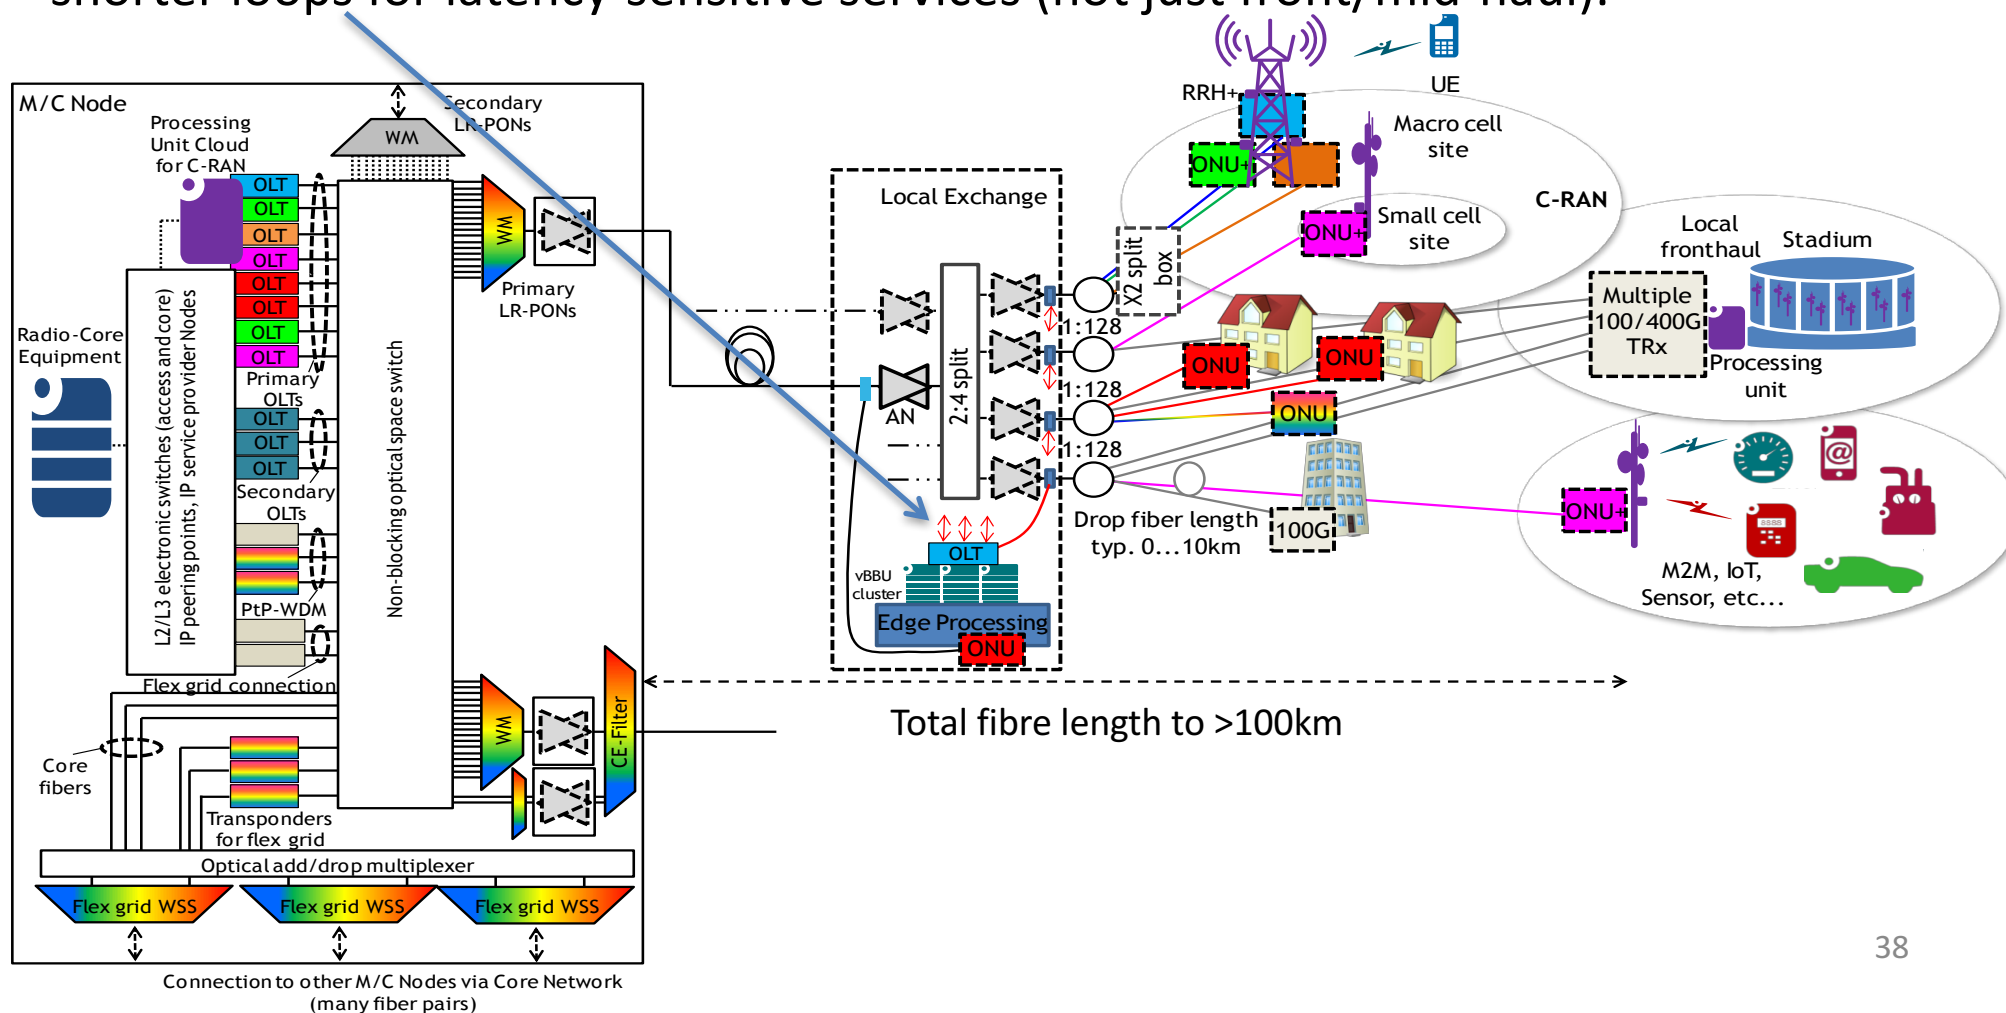 shorter loops for latency sensitive services (not just front/mid-haul).
M/C Node
Secondary
LR-PONs
WM
Processing
Unit Cloud
for C-RAN
OLT
OLT
OLT
OLT
OLT
OLT
OLT
OLT
Primary
OLTs
OLT
OLT
OLT
Secondary
OLTs
PtP-WDM
Flex grid connection
Radio-Core
Equipment
L2/L3 electronic switches (access and core)
IP peering points, IP service provider Nodes
Non-blocking optical space switch
WM
Primary
LR-PONs
WM
CE-Filter
Core
fibers
Transponders
for flex grid
Optical add/drop multiplexer
Flex grid WSS
Flex grid WSS
Flex grid WSS
Connection to other M/C Nodes via Core Network
(many fiber pairs)
Local Exchange
AN
2:4 split
OLT
vBBU
cluster
Edge Processing
ONU
1:128
1:128
1:128
X2 split
box
Drop fiber length
typ. 0...10km
Total fibre length to >100km
RRH+
UE
ONU+
Macro cell
site
C-RAN
Small cell
site
ONU+
ONU
ONU
ONU
100G
Local
fronthaul
Stadium
Multiple
100/400G
TRx
Processing
unit
ONU+
@
8888
M2M, IoT,
Sensor, etc...
38